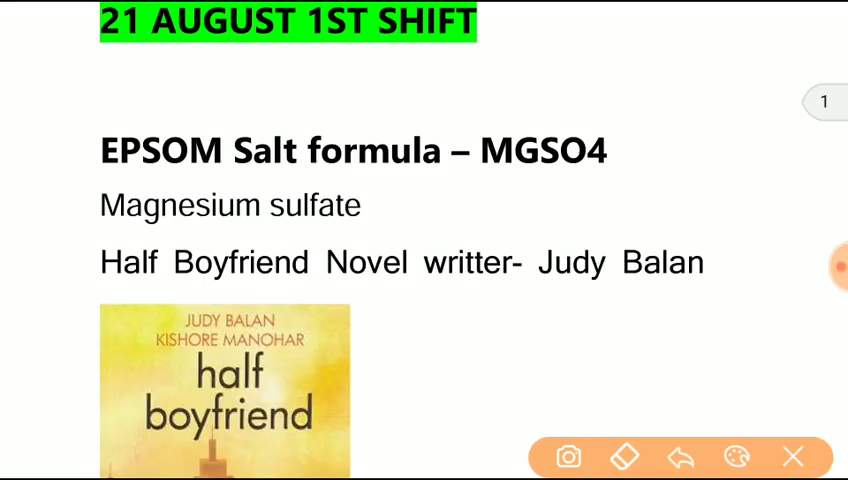 21 AUGUST 1ST SHIFT
1
EPSOM Salt formula – MGSO4
Magnesium sulfate
Half Boyfriend Novel writter- Judy Balan
JUDY BALAN
KISHORE MANOHAR
half
boyfriend